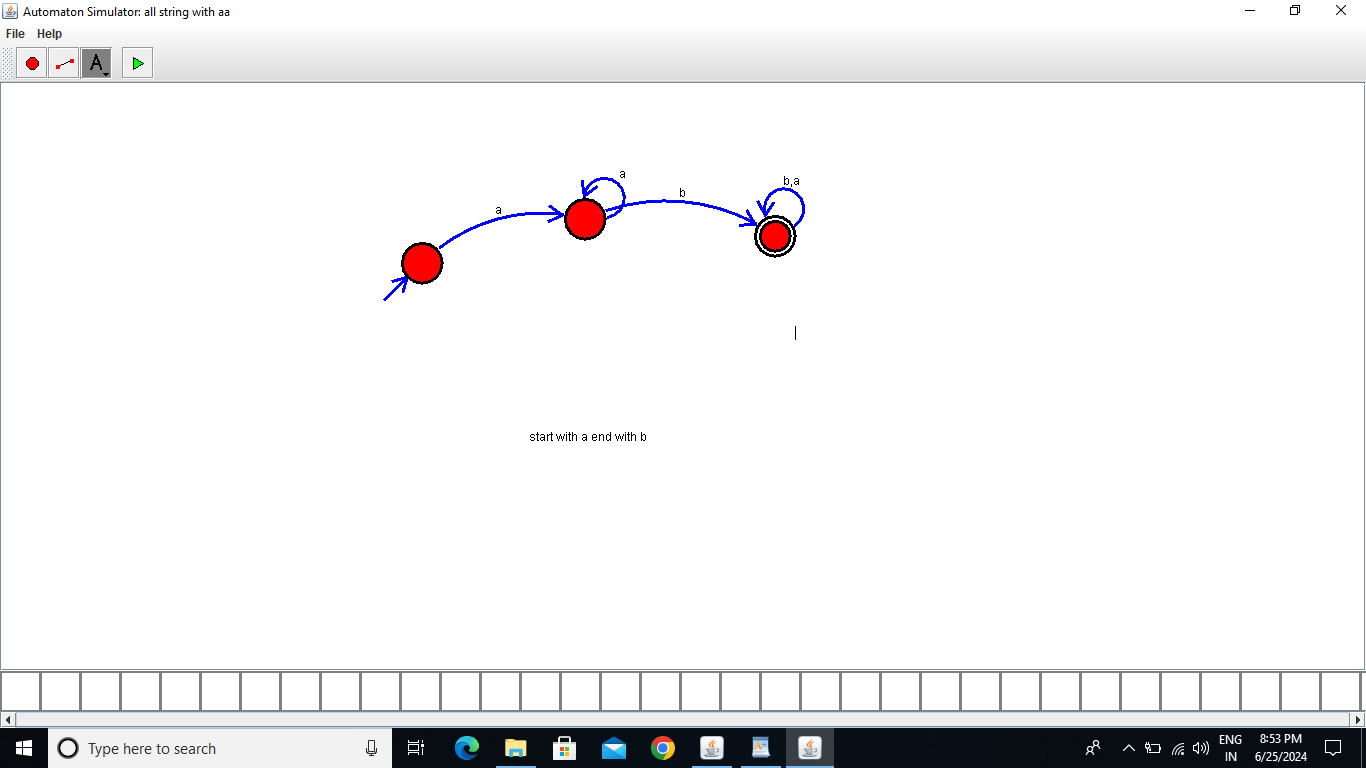 Automaton Simulator: all string with aa
File Help
A
a
a
b
b,a
start with a end with b
Type here to search
ENG
IN
8:53 PM
6/25/2024